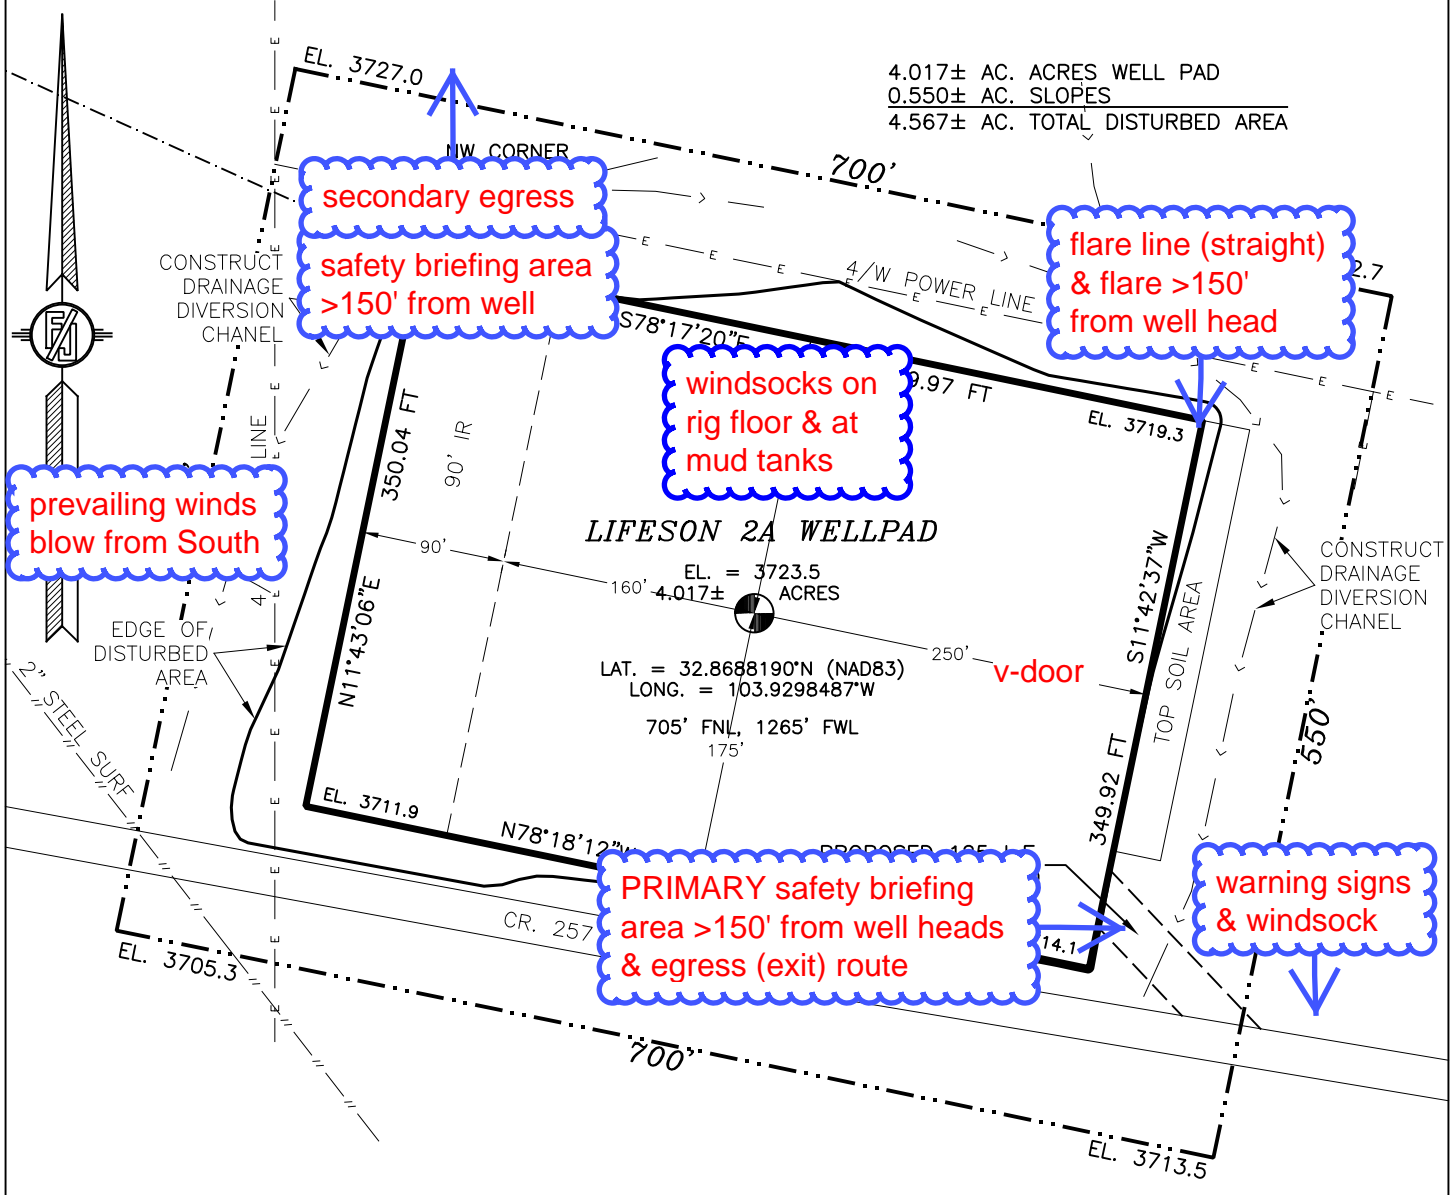 EL. 3727.0
4.017± AC. ACRES WELL PAD
0.550± AC. SLOPES
4.567± AC. TOTAL DISTURBED AREA
NW CORNER
700'
secondary egress
safety briefing area
>150' from well
flare line (straight)
& flare >150'
from well head
2.7
CONSTRUCT
DRAINAGE
DIVERSION
CHANEL
4/W POWER LINE
S78°17'20"E
9.97 FT
windsocks on
rig floor & at
mud tanks
EL. 3719.3
350.04 FT
90' IR
LINE
prevailing winds
blow from South
LIFESON 2A WELLPAD
90'
EL. = 3723.5
160'
4.017± ACRES
4
N11°43'06"E
S11°42'37"W
CONSTRUCT
DRAINAGE
DIVERSION
CHANEL
EDGE OF
DISTURBED
AREA
250'
v-door
LAT. = 32.8688190°N (NAD83)
LONG. = 103.9298487°W
705' FNL, 1265' FWL
175'
TOP SOIL AREA
2" STEEL SURF
550'
349.92 FT
EL. 3711.9
N78°18'12"W
PRIMARY safety briefing
area >150' from well heads
& egress (exit) route
warning signs
& windsock
CR. 257
14.1
EL. 3705.3
700'
EL. 3713.5